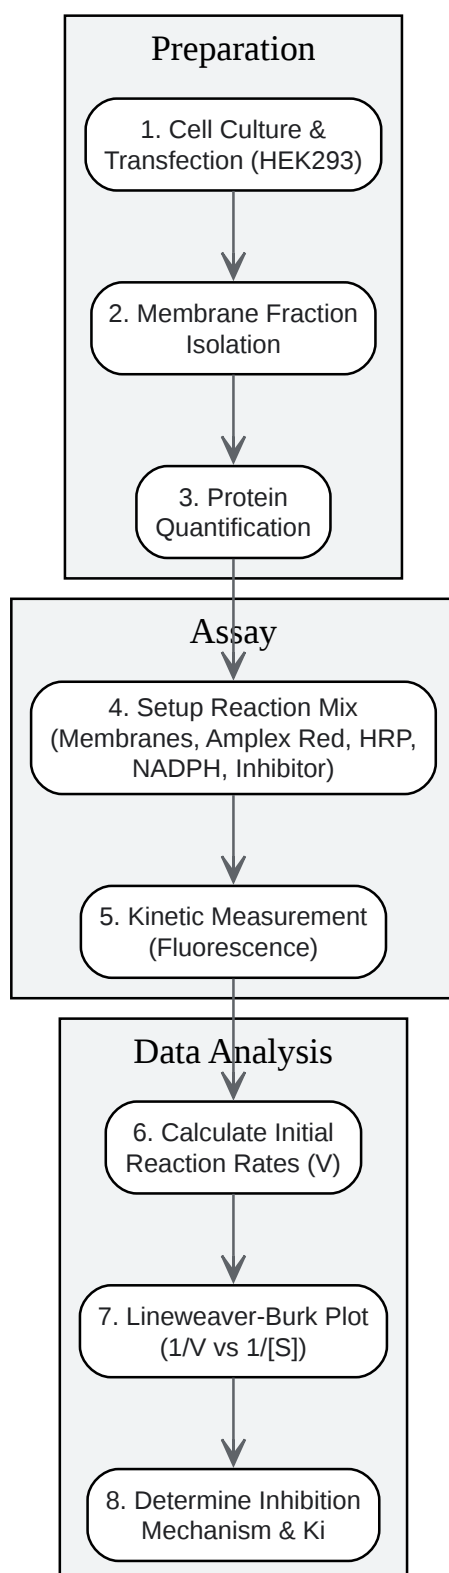 Preparation
1. Cell Culture &
Transfection (HEK293)
2. Membrane Fraction
Isolation
3. Protein
Quantification
Assay
4. Setup Reaction Mix
(Membranes, Amplex Red, HRP,
NADPH, Inhibitor)
5. Kinetic Measurement
(Fluorescence)
Data Analysis
6. Calculate Initial
Reaction Rates (V)
7. Lineweaver-Burk Plot
(1/V vs 1/[S])
8. Determine Inhibition
Mechanism & Ki